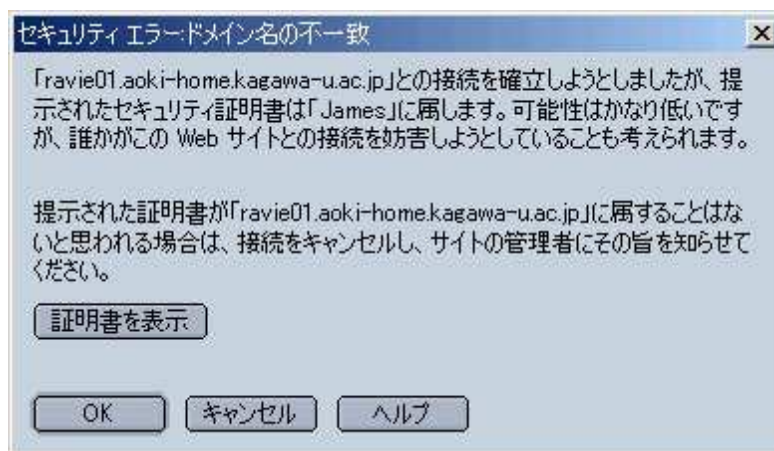 セキュリティ エラー:ドメイン名の不一致
「ravie01.aoki-home.kagawa-u.ac.jp」との接続を確立しようとしましたが、提
示されたセキュリティ証明書は「James」に属します。可能性はかなり低いです
が、誰かがこの Web サイトとの接続を妨害しようとしていることも考えられます。
提示された証明書が「ravie01.aoki-home.kagawa-u.ac.jp」に属することはな
いと思われる場合は、接続をキャンセルし、サイトの管理者にその旨を知らせて
ください。
証明書を表示
OK
キャンセル
ヘルプ